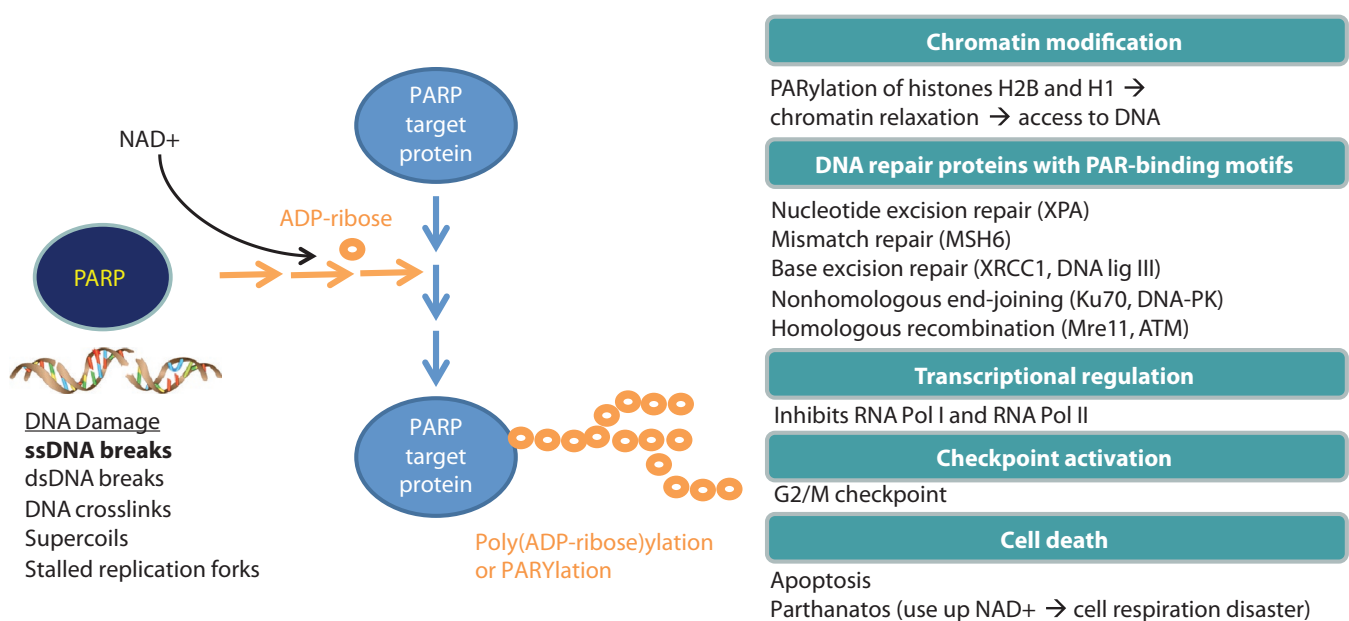 NAD+
ADP-ribose
PARP
PARP
target
protein
DNA Damage
ssDNA breaks
dsDNA breaks
DNA crosslinks
Supercoils
Stalled replication forks
PARP
target
protein
Poly(ADP-ribose)ylation
or PARYlation
Chromatin modification
PARylation of histones H2B and H1 →
chromatin relaxation → access to DNA
DNA repair proteins with PAR-binding motifs
Nucleotide excision repair (XPA)
Mismatch repair (MSH6)
Base excision repair (XRCC1, DNA lig III)
Nonhomologous end-joining (Ku70, DNA-PK)
Homologous recombination (Mre11, ATM)
Transcriptional regulation
Inhibits RNA Pol I and RNA Pol II
Checkpoint activation
G2/M checkpoint
Cell death
Apoptosis
Parthanatos (use up NAD+ → cell respiration disaster)